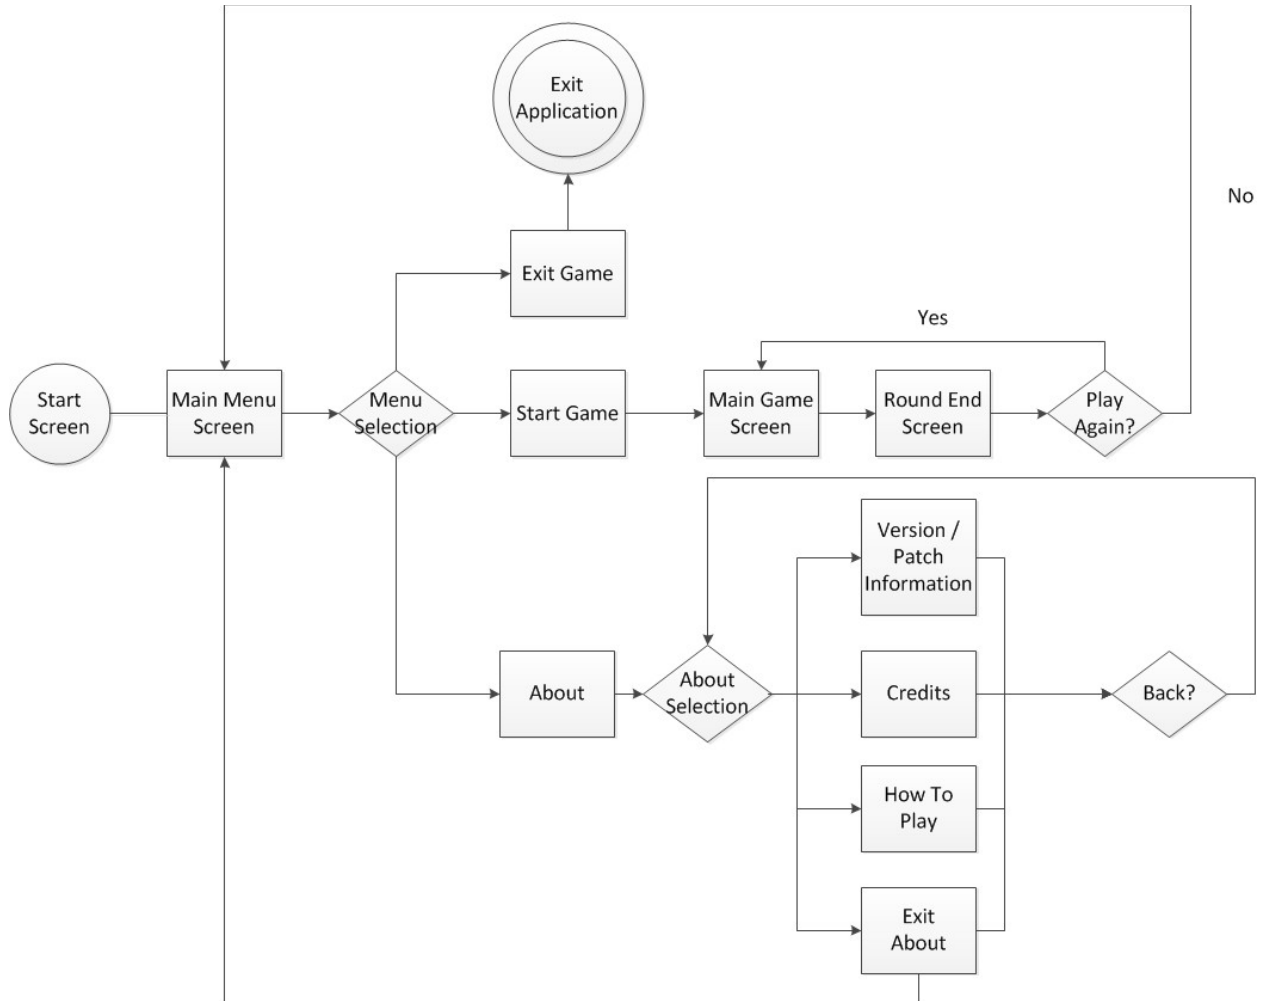 Exit
Application
No
Exit Game
Yes
Start
Screen
Main Menu
Screen
Menu
Selection
Start Game
Main Game
Screen
Round End
Screen
Play
Again?
Version /
Patch
Information
About
About
Selection
Credits
Back?
How To
Play
Exit
About